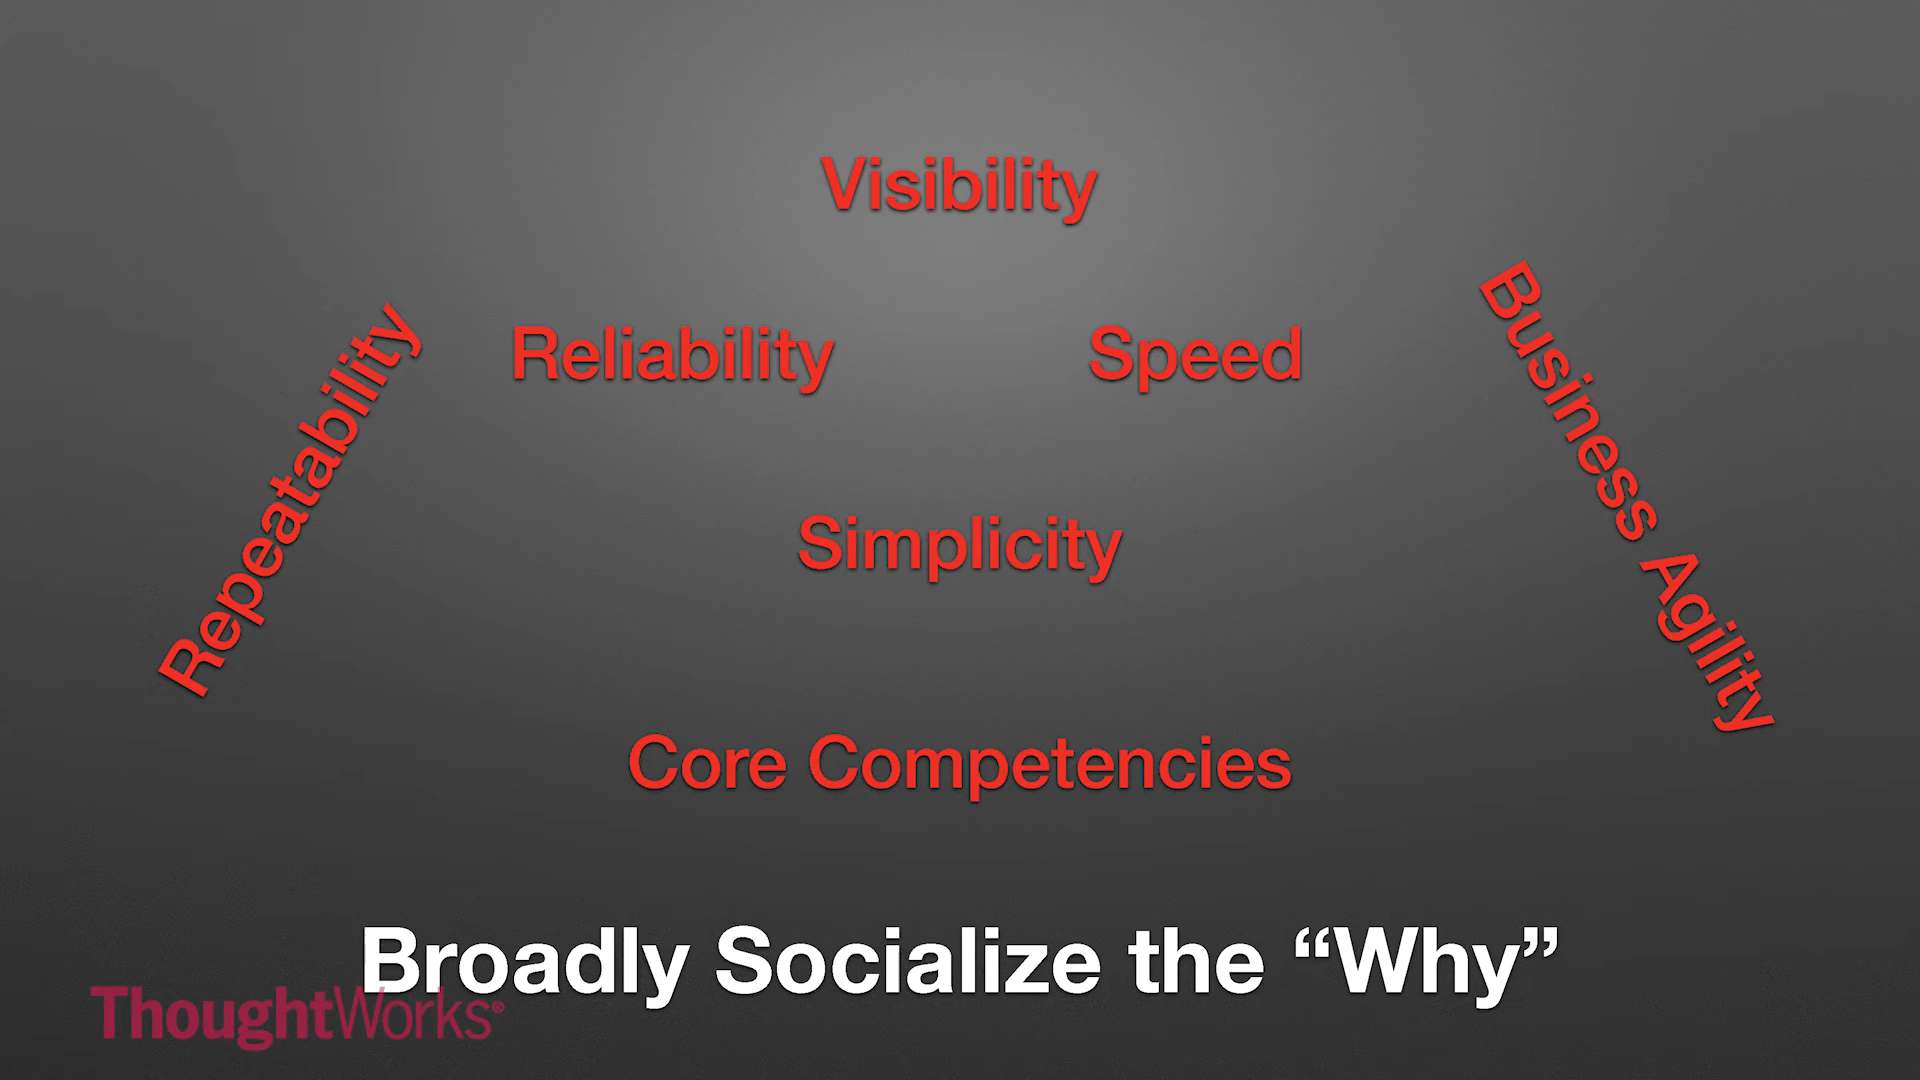 Visibility
Repeatability
Reliability
Speed
Business Agility
Simplicity
Core Competencies
Broadly Socialize the “Why”
ThoughtWorks®